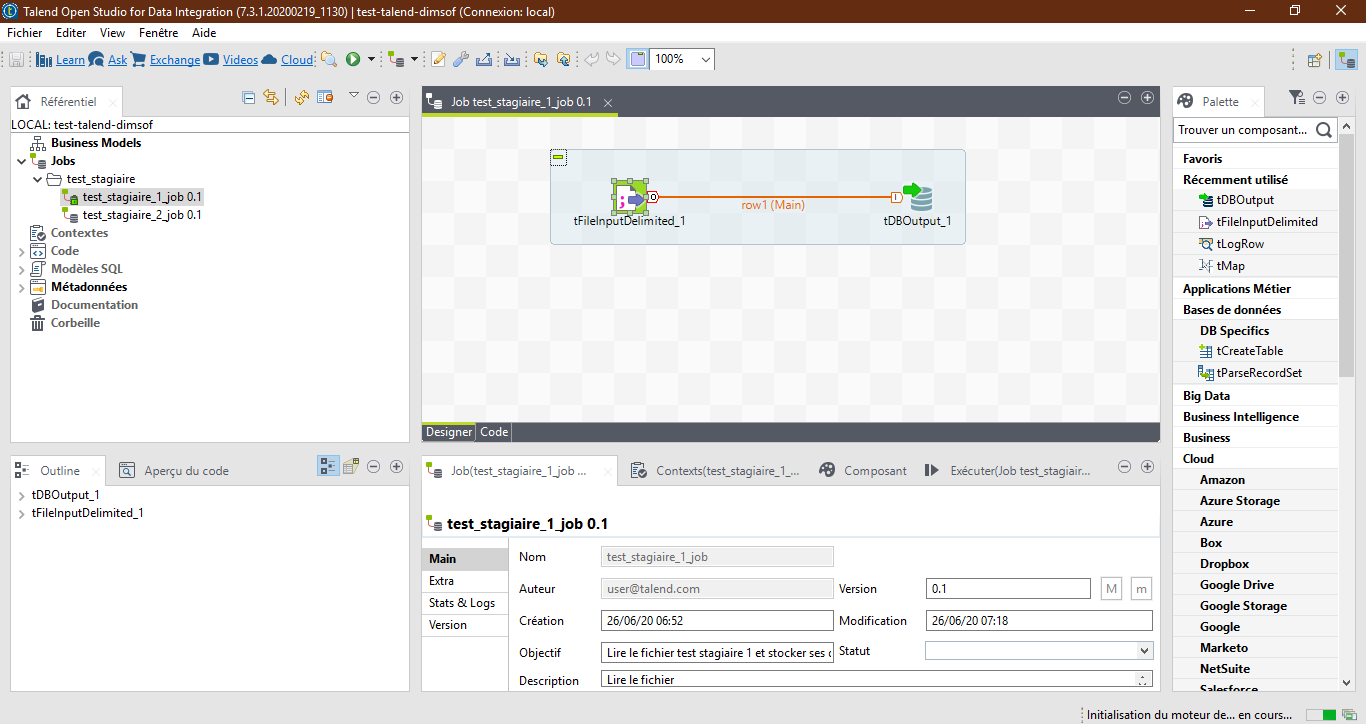 Talend Open Studio for Data Integration (7.3.1.20200219_1130) | test-talend-dimsof (Connexion: local)
Fichier Editer View Fenêtre Aide
Learn Ask Exchange Videos Cloud 100%
Référentiel
LOCAL: test-talend-dimsof
Business Models
Jobs
test_stagiaire
test_stagiaire_1_job 0.1
test_stagiaire_2_job 0.1
Contextes
Code
Modèles SQL
Métadonnées
Documentation
Corbeille
Job test_stagiaire_1_job 0.1
tFileInputDelimited_1
row1 (Main)
tDBOutput_1
Designer Code
Palette
Trouver un composant...
Favoris
Récemment utilisé
tDBOutput
tFileInputDelimited
tLogRow
tMap
Applications Métier
Bases de données
DB Specifics
tCreateTable
tParseRecordSet
Big Data
Business Intelligence
Business
Cloud
Amazon
Azure Storage
Azure
Box
Dropbox
Google Drive
Google Storage
Google
Marketo
NetSuite
Salesforce
Outline Aperçu du code
tDBOutput_1
tFileInputDelimited_1
Job(test_stagiaire_1_job ... Contexts(test_stagiaire_1_... Composant Exécuter(Job test_stagiair...
test_stagiaire_1_job 0.1
Main
Extra
Stats & Logs
Version
Nom test_stagiaire_1_job
Auteur user@talend.com Version 0.1 M m
Création 26/06/20 06:52 Modification 26/06/20 07:18
Objectif Lire le fichier test stagiaire 1 et stocker ses Statut
Description Lire le fichier
Initialisation du moteur de... en cours...